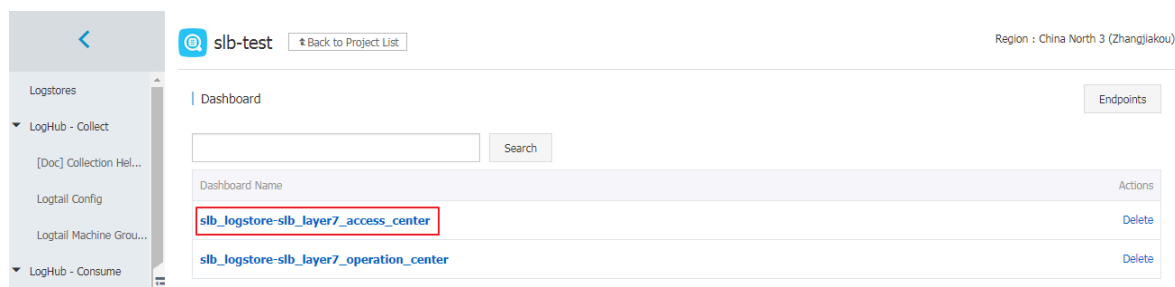 slb-test
Back to Project List
Region : China North 3 (Zhangjiakou)
Logstores
LogHub - Collect
[Doc] Collection Hel...
Logtail Config
Logtail Machine Grou...
LogHub - Consume
Dashboard
Endpoints
Search
Dashboard Name Actions
slb_logstore-slb_layer7_access_center Delete
slb_logstore-slb_layer7_operation_center Delete